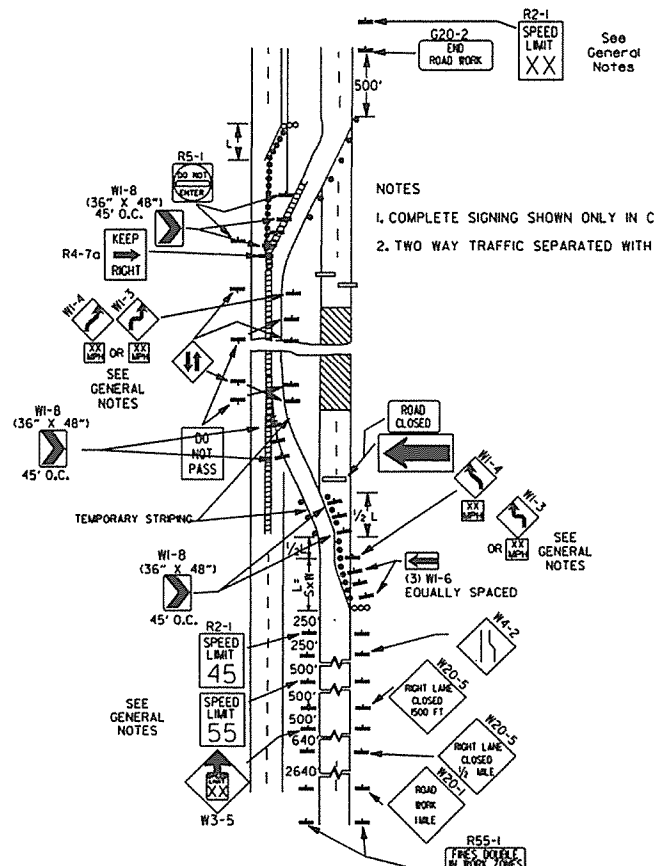 R2-1
SPEED
LIMIT
XX
See
General
Notes
G20-2
END
ROAD WORK
500'
L
R5-1
DO NOT
ENTER
W1-8
(36" X 48")
45' O.C.
R4-7a
KEEP
RIGHT
NOTES
1. COMPLETE SIGNING SHOWN ONLY IN C
2. TWO WAY TRAFFIC SEPARATED WITH
W1-4
W1-3
XX
MPH
OR
XX
MPH
SEE
GENERAL
NOTES
W1-8
(36" X 48")
45' O.C.
DO
NOT
PASS
ROAD
CLOSED
TEMPORARY STRIPING
1/2 L
W1-4
XX
MPH
W1-3
OR
XX
MPH
SEE
GENERAL
NOTES
W1-8
(36" X 48")
45' O.C.
1/2 L
L=
SxW
(3) W1-6
EQUALLY SPACED
R2-1
SPEED
LIMIT
45
250'
250'
500'
500'
500'
640'
2640'
W4-2
SEE
GENERAL
NOTES
SPEED
LIMIT
55
W20-5
RIGHT LANE
CLOSED
1500 FT
W20-5
RIGHT LANE
CLOSED
1/2 MILE
XX
W3-5
W20-1
ROAD
WORK
1 MILE
R55-1
FINES DOUBLE
IN WORK ZONES